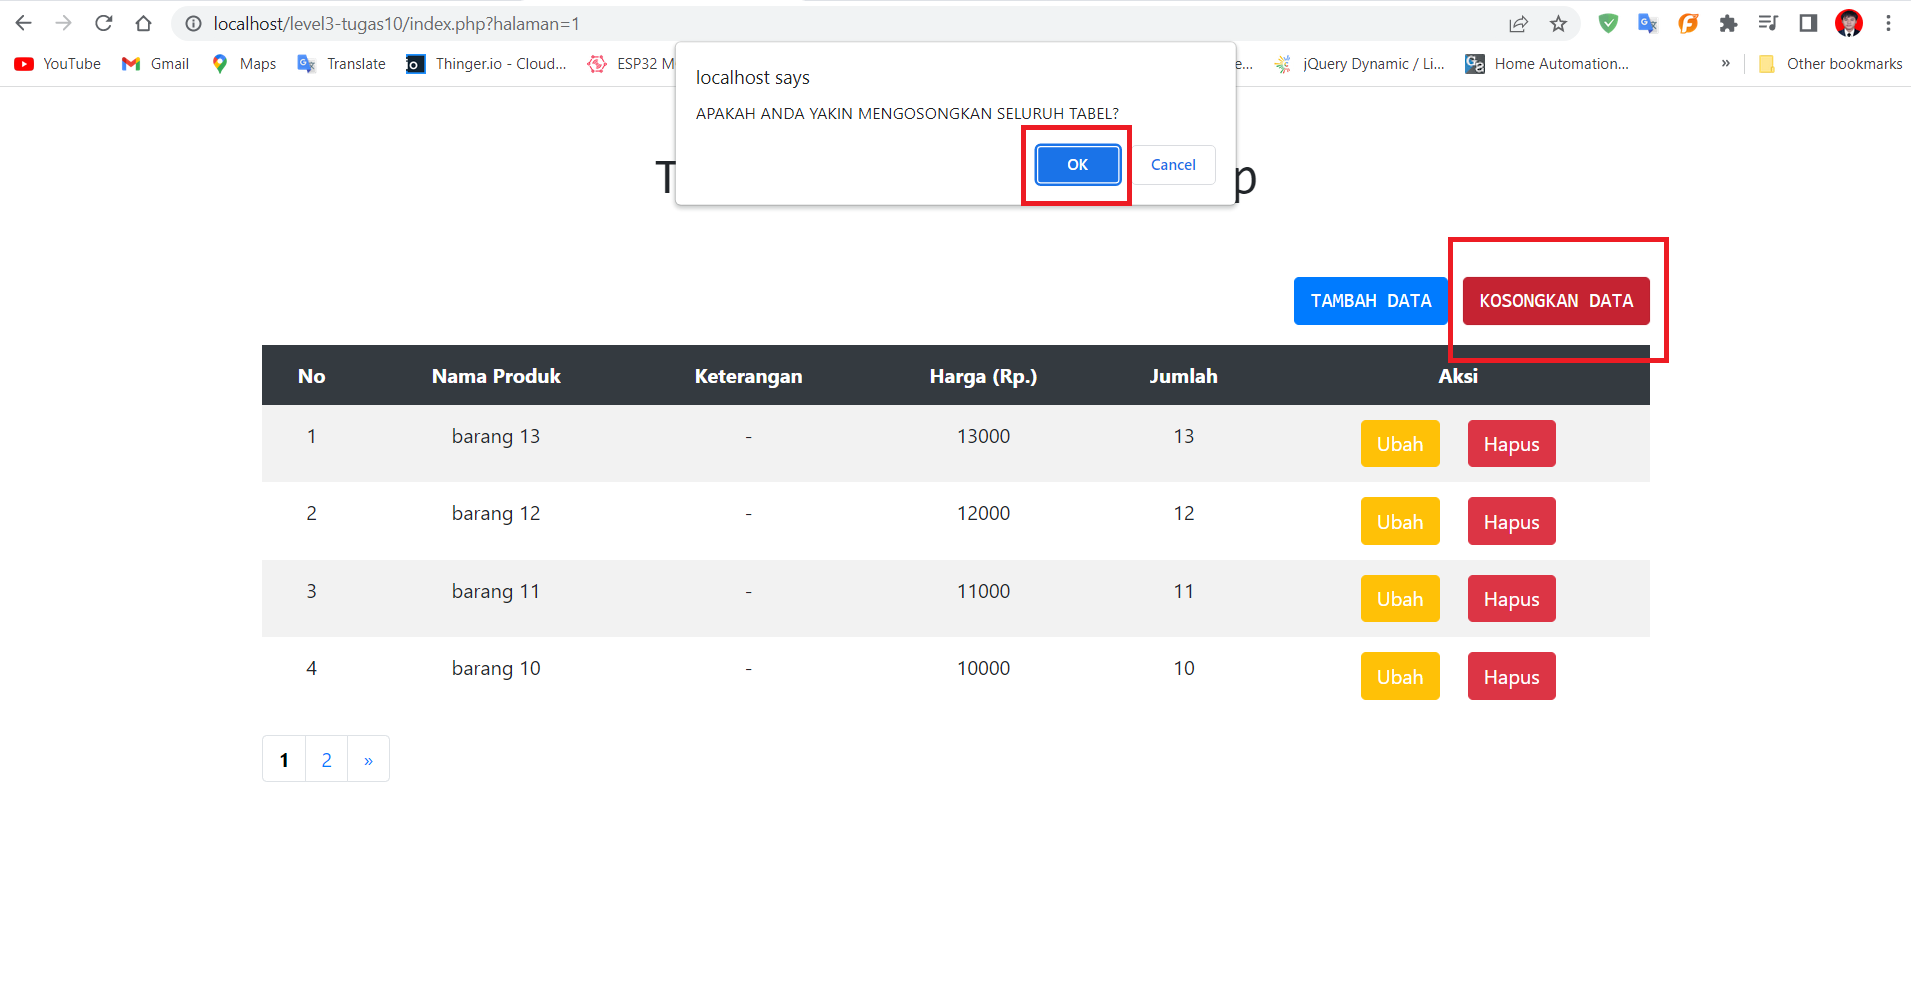 localhost/level3-tugas10/index.php?halaman=1
YouTube Gmail Maps Translate Thinger.io - Cloud... ESP32 M e... jQuery Dynamic / Li... Home Automation... » Other bookmarks
localhost says
APAKAH ANDA YAKIN MENGOSONGKAN SELURUH TABEL?
OK Cancel
T p
TAMBAH DATA KOSONGKAN DATA
No Nama Produk Keterangan Harga (Rp.) Jumlah Aksi
1 barang 13 - 13000 13 Ubah Hapus
2 barang 12 - 12000 12 Ubah Hapus
3 barang 11 - 11000 11 Ubah Hapus
4 barang 10 - 10000 10 Ubah Hapus
1 2 »